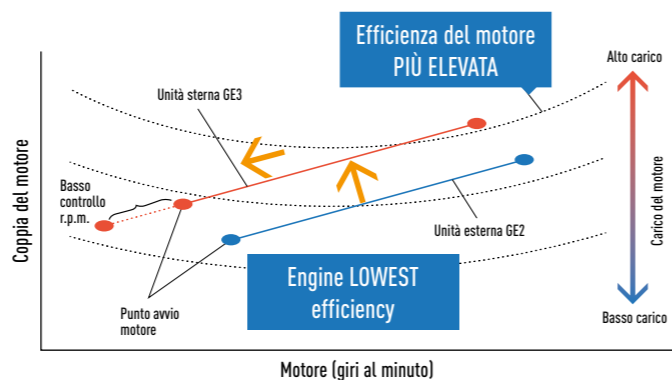 Efficienza del motore
PIÙ ELEVATA
Alto carico
Unità sterna GE3
Basso
controllo
r.p.m.
Coppia del motore
Carico del motore
Unità esterna GE2
Engine LOWEST
efficiency
Punto avvio
motore
Basso carico
Motore (giri al minuto)